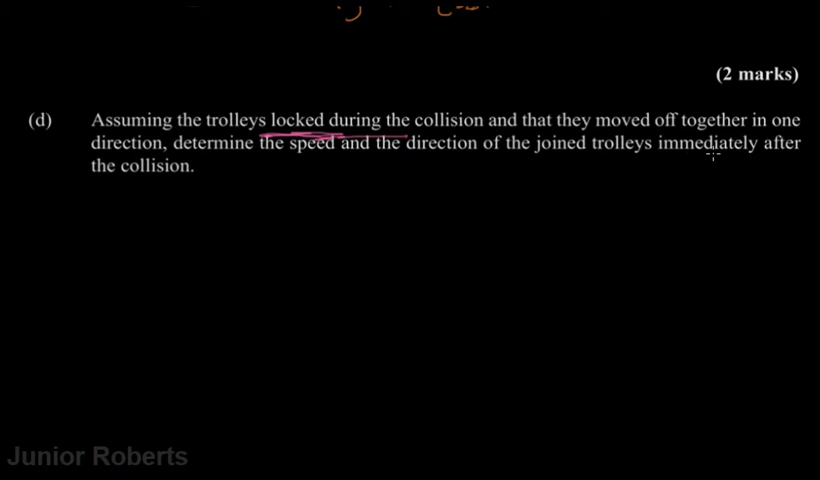 (2 marks)
(d) Assuming the trolleys locked during the collision and that they moved off together in one
direction, determine the speed and the direction of the joined trolleys immediately after
the collision.
Junior Roberts